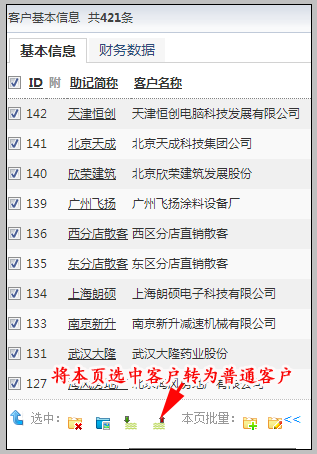 客户基本信息 共421条
基本信息 财务数据
ID 附 助记简称 客户名称
142 天津恒创 天津恒创电脑科技发展有限公司
141 北京天成 北京天成科技集团公司
140 欣荣建筑 北京欣荣建筑发展股份
139 广州飞扬 广州飞扬涂料设备厂
136 西分店散客 西区分店直销散客
135 东分店散客 东区分店直销散客
134 上海朗硕 上海朗硕电子科技有限公司
133 南京新升 南京新升减速机械有限公司
131 武汉大隆 武汉大隆药业股份
127
将本页选中客户转为普通客户
选中： 本页批量： <<